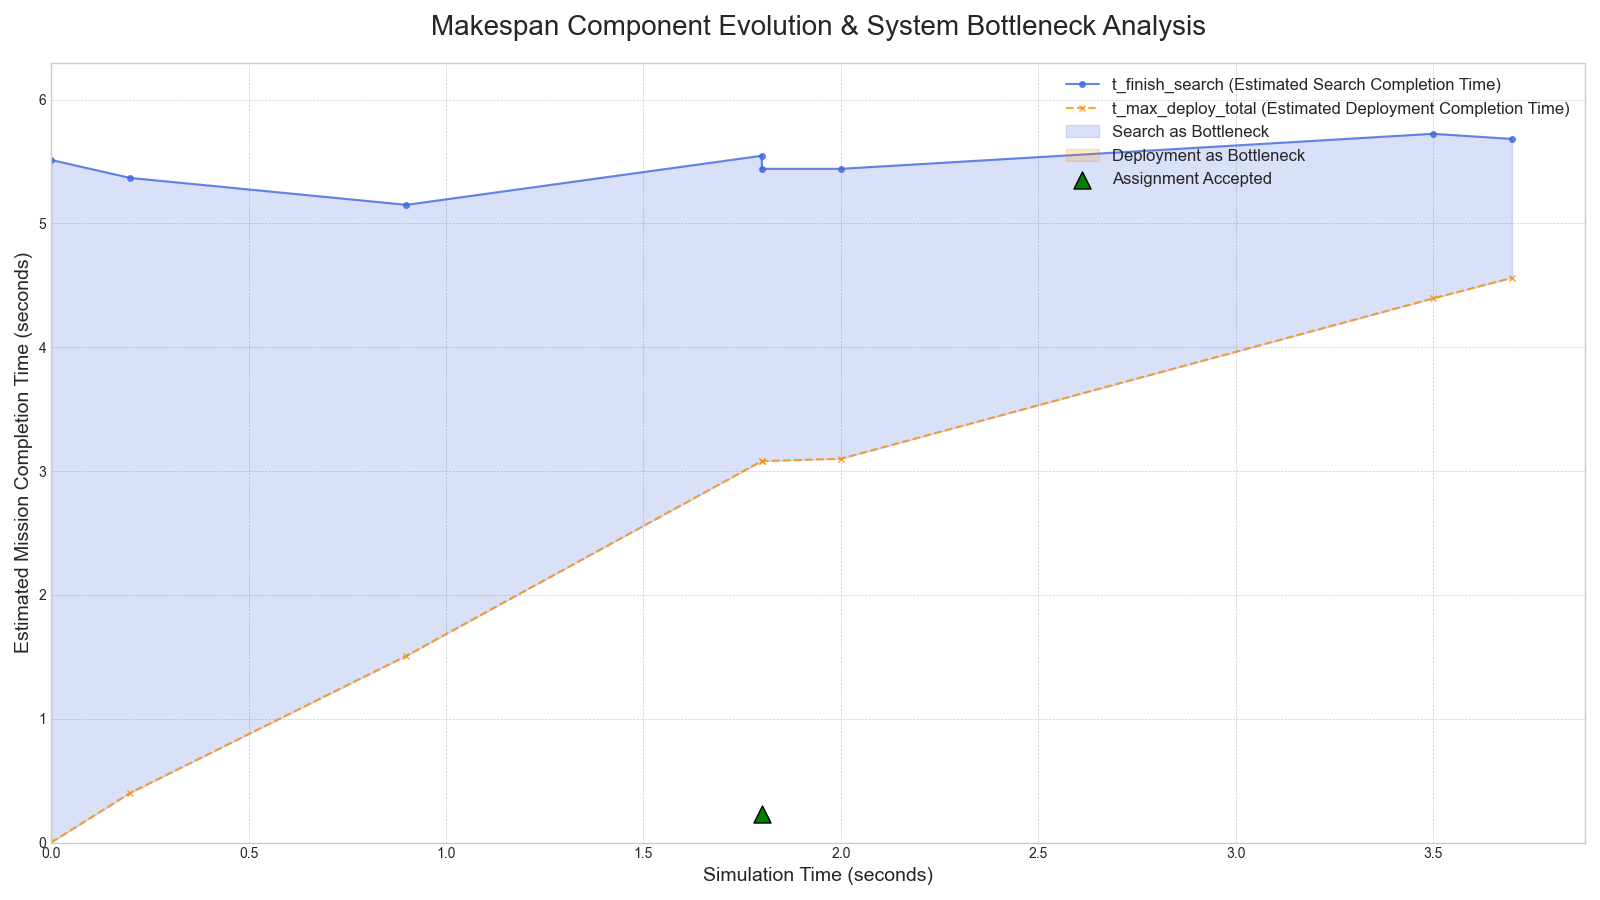 Makespan Component Evolution & System Bottleneck Analysis
t_finish_search (Estimated Search Completion Time)
t_max_deploy_total (Estimated Deployment Completion Time)
Search as Bottleneck
Deployment as Bottleneck
Assignment Accepted
Estimated Mission Completion Time (seconds)
6
5
4
3
2
1
0
0.0 0.5 1.0 1.5 2.0 2.5 3.0 3.5
Simulation Time (seconds)